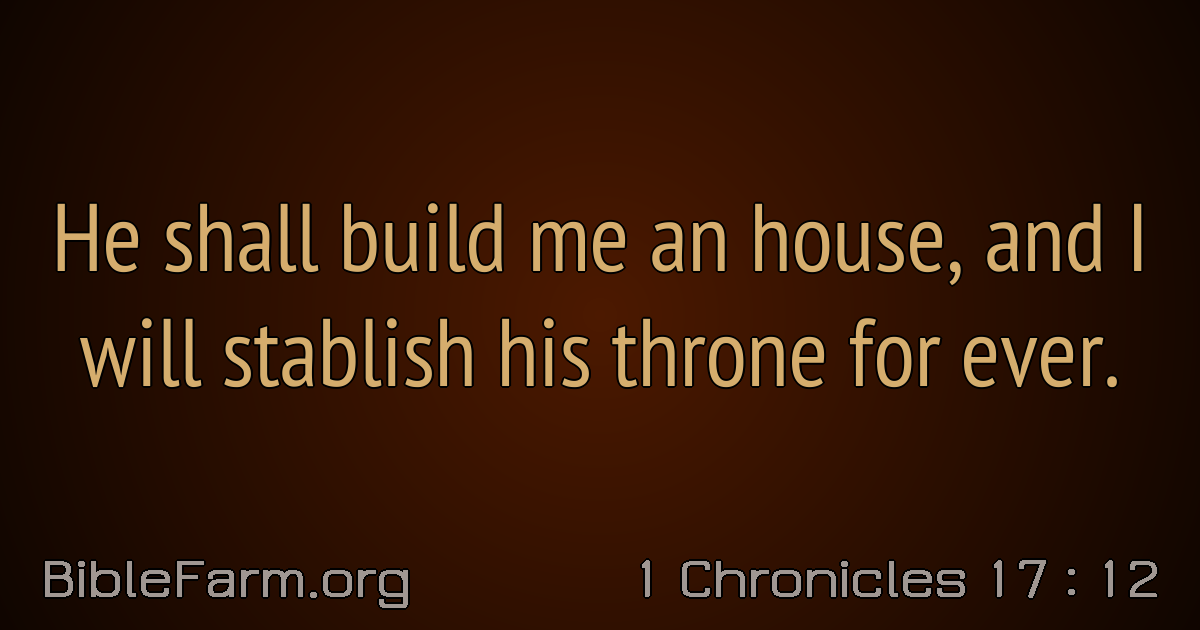 He shall build me an house, and I
will stablish his throne for ever.
BibleFarm.org
1 Chronicles 17 : 12